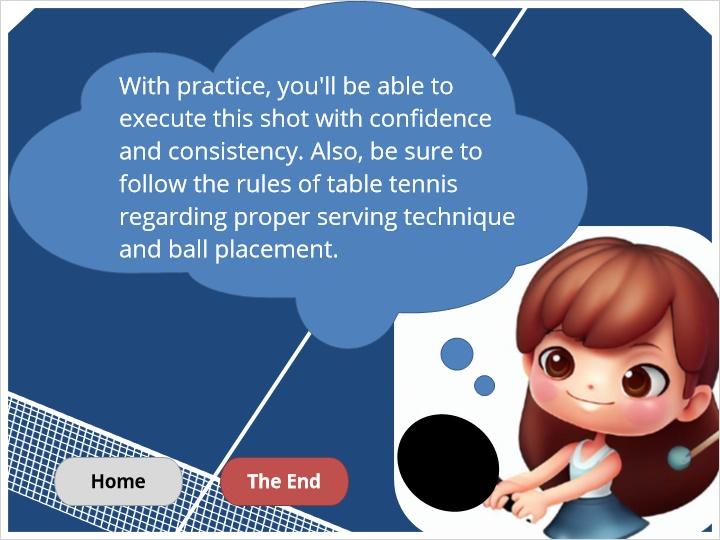 With practice, you'll be able to
execute this shot with confidence
and consistency. Also, be sure to
follow the rules of table tennis
regarding proper serving technique
and ball placement.
Home
The End